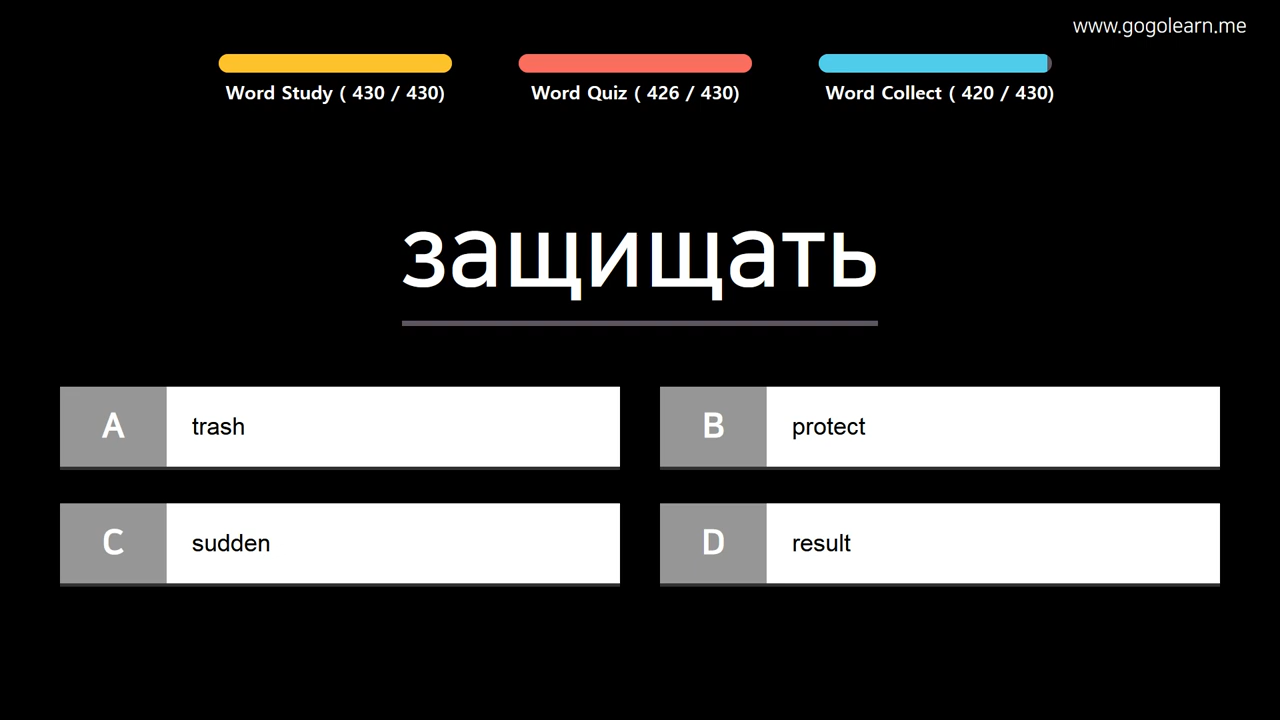 www.gogolearn.me
Word Study ( 430 / 430)
Word Quiz ( 426 / 430)
Word Collect ( 420 / 430)
защищать
A trash
B protect
C sudden
D result